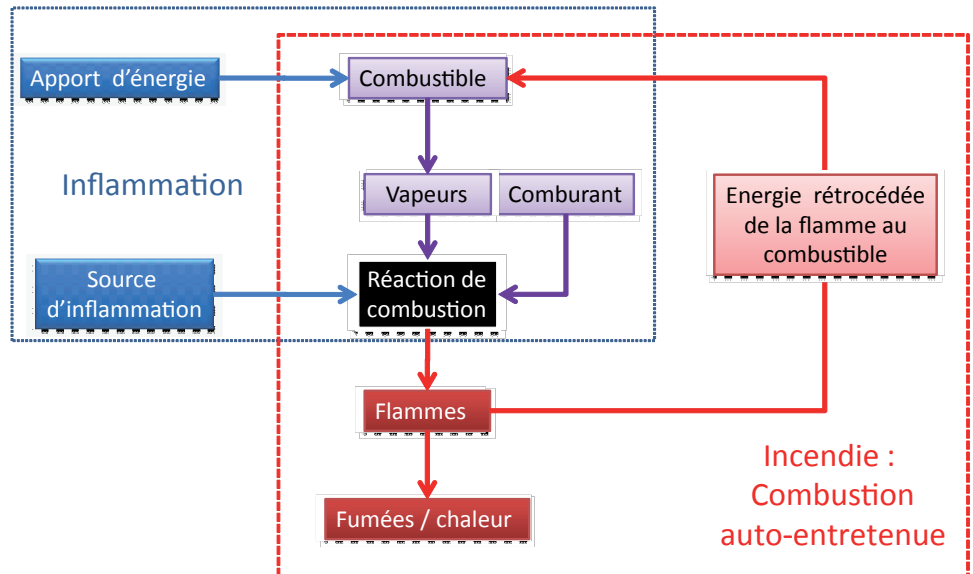 Apport d'énergie
Combustible
Inflammation
Vapeurs
Comburant
Energie rétrocédée
de la flamme au
combustible
Source
d'inflammation
Réaction de
combustion
Flammes
Fumées / chaleur
Incendie :
Combustion
auto-entretenue